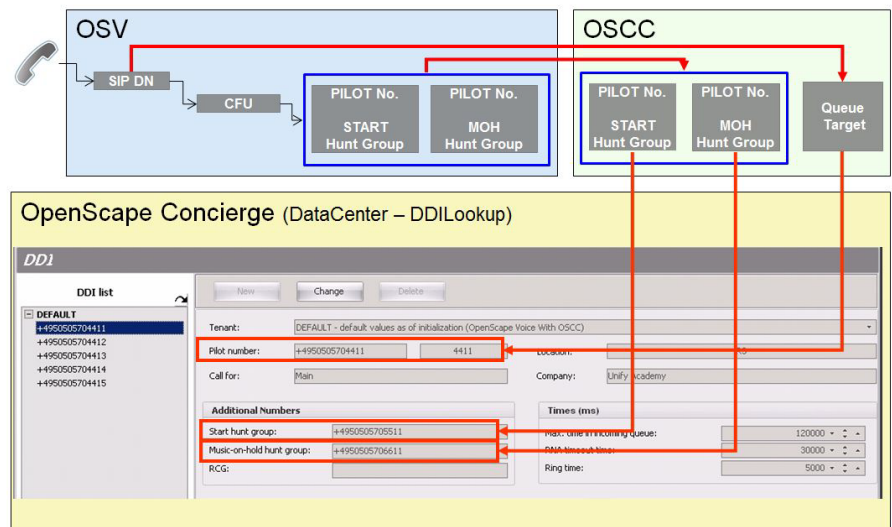 OSV
OSCC
SIP DN
CFU
PILOT No.
START
Hunt Group
PILOT No.
MOH
Hunt Group
PILOT No.
START
Hunt Group
PILOT No.
MOH
Hunt Group
Queue
Target
OpenScape Concierge (DataCenter – DDILookup)
DDI
DDI list
DEFAULT
+4950505704411
+4950505704412
+4950505704413
+4950505704414
+4950505704415
New Change Delete
Tenant: DEFAULT - default values as of initialization (OpenScape Voice With OSCC)
Pilot number: +4950505704411 4411 Location:
Call for: Main Company: Unify Academy
Additional Numbers
Start hunt group: +4950505705511
Music-on-hold hunt group: +4950505706611
RCG:
Times (ms)
Max. time in incoming queue: 120000
RNA timeout time: 30000
Ring time: 5000